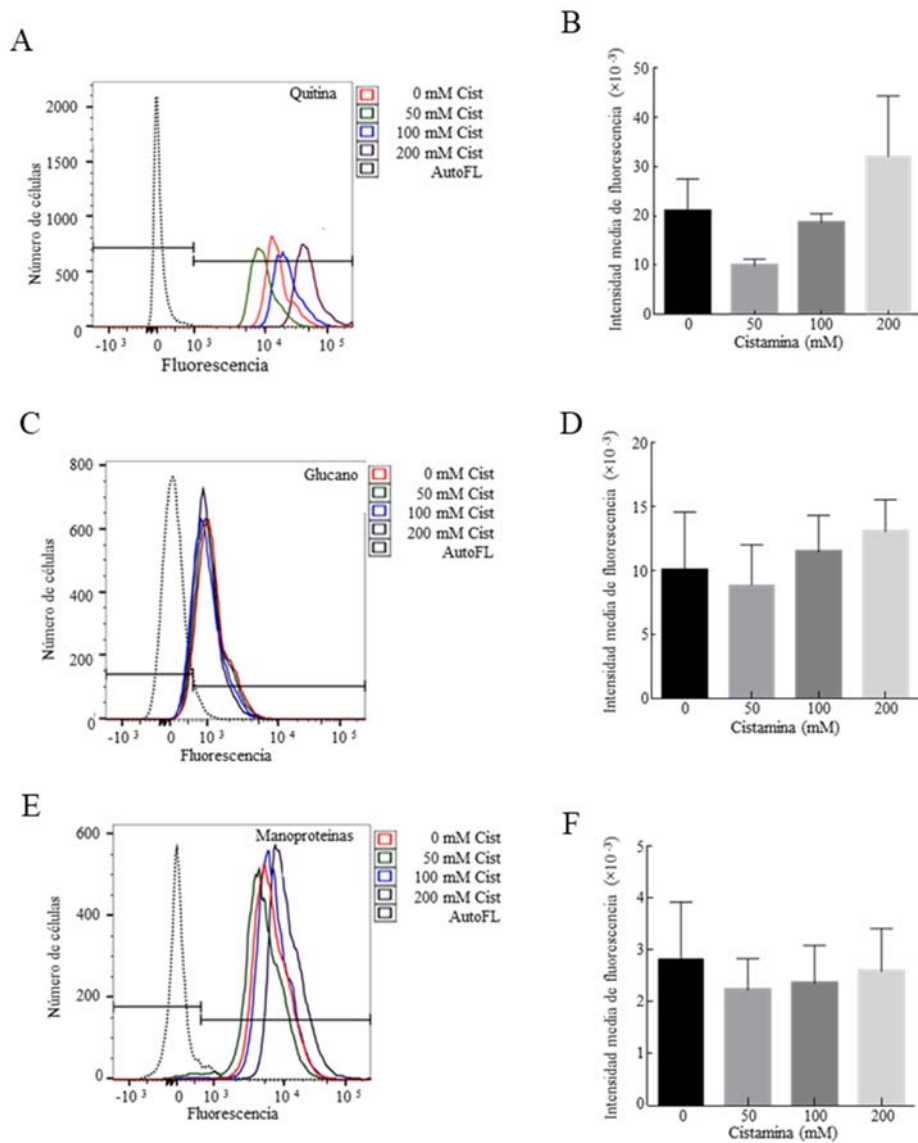 A
Quitina
0 mM Cist
50 mM Cist
100 mM Cist
200 mM Cist
AutoFL
Número de células
2000
1500
1000
500
0
-10 3 0 10 3 10 4 10 5
Fluorescencia
B
Intensidad media de fluorescencia (×10 -3)
50
40
30
20
10
0
0 50 100 200
Cistamina (mM)
C
Glucano
0 mM Cist
50 mM Cist
100 mM Cist
200 mM Cist
AutoFL
Número de células
800
600
400
200
0
-10 3 0 10 3 10 4 10 5
Fluorescencia
D
Intensidad media de fluorescencia (×10 -3)
20
15
10
5
0
0 50 100 200
Cistamina (mM)
E
Manoproteinas
0 mM Cist
50 mM Cist
100 mM Cist
200 mM Cist
AutoFL
Número de células
600
400
200
0
-10 3 0 10 3 10 4 10 5
Fluorescencia
F
Intensidad media de fluorescencia (×10 -3)
5
4
3
2
1
0
0 50 100 200
Cistamina (mM)